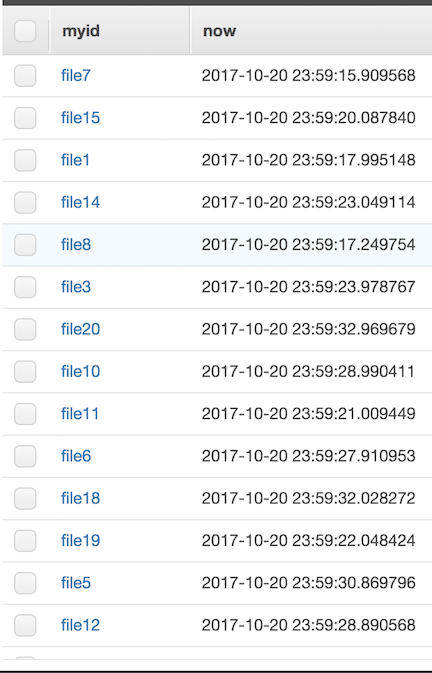 myid now
file7 2017-10-20 23:59:15.909568
file15 2017-10-20 23:59:20.087840
file1 2017-10-20 23:59:17.995148
file14 2017-10-20 23:59:23.049114
file8 2017-10-20 23:59:17.249754
file3 2017-10-20 23:59:23.978767
file20 2017-10-20 23:59:32.969679
file10 2017-10-20 23:59:28.990411
file11 2017-10-20 23:59:21.009449
file6 2017-10-20 23:59:27.910953
file18 2017-10-20 23:59:32.028272
file19 2017-10-20 23:59:22.048424
file5 2017-10-20 23:59:30.869796
file12 2017-10-20 23:59:28.890568